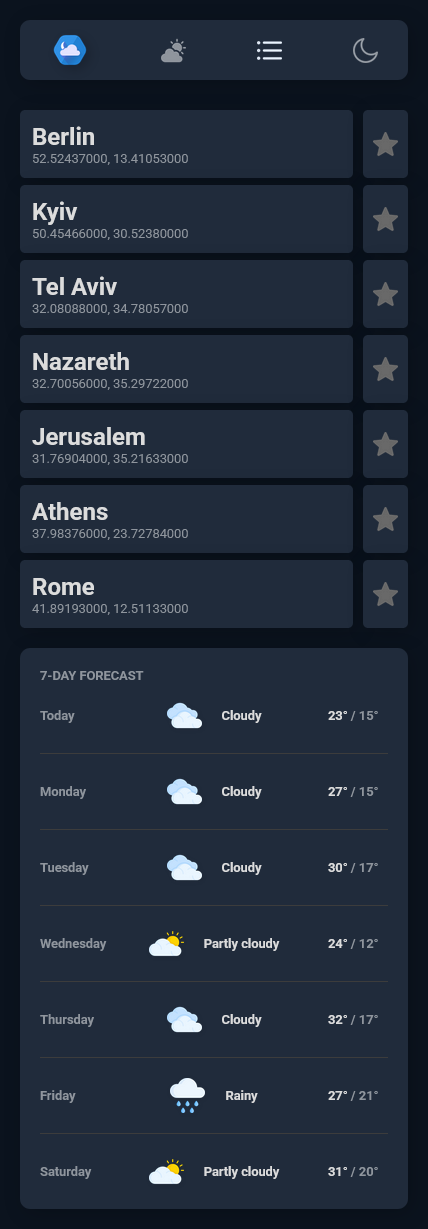 Berlin
52.52437000, 13.41053000
Kyiv
50.45466000, 30.52380000
Tel Aviv
32.08088000, 34.78057000
Nazareth
32.70056000, 35.29722000
Jerusalem
31.76904000, 35.21633000
Athens
37.98376000, 23.72784000
Rome
41.89193000, 12.51133000
7-DAY FORECAST
Today Cloudy 23° / 15°
Monday Cloudy 27° / 15°
Tuesday Cloudy 30° / 17°
Wednesday Partly cloudy 24° / 12°
Thursday Cloudy 32° / 17°
Friday Rainy 27° / 21°
Saturday Partly cloudy 31° / 20°